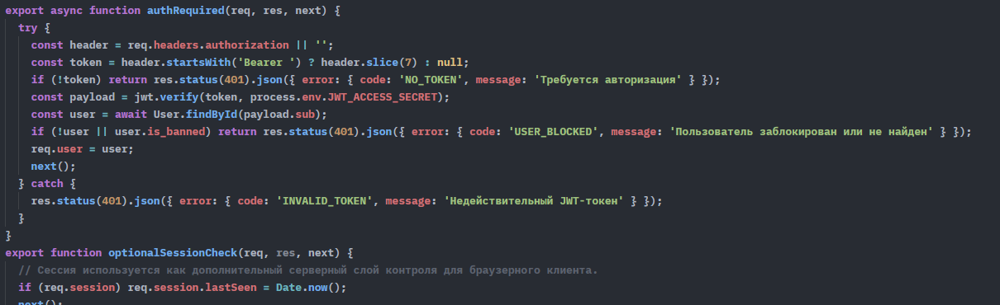 export async function authRequired(req, res, next) {
try {
const header = req.headers.authorization || '';
const token = header.startsWith('Bearer ') ? header.slice(7) : null;
if (!token) return res.status(401).json({ error: { code: 'NO_TOKEN', message: 'Требуется авторизация' } });
const payload = jwt.verify(token, process.env.JWT_ACCESS_SECRET);
const user = await User.findById(payload.sub);
if (!user || user.is_banned) return res.status(401).json({ error: { code: 'USER_BLOCKED', message: 'Пользователь заблокирован или не найден' } });
req.user = user;
next();
} catch {
res.status(401).json({ error: { code: 'INVALID_TOKEN', message: 'Недействительный JWT-токен' } });
}
}
export function optionalSessionCheck(req, res, next) {
// Сессия используется как дополнительный серверный слой контроля для браузерного клиента.
if (req.session) req.session.lastSeen = Date.now();
next();